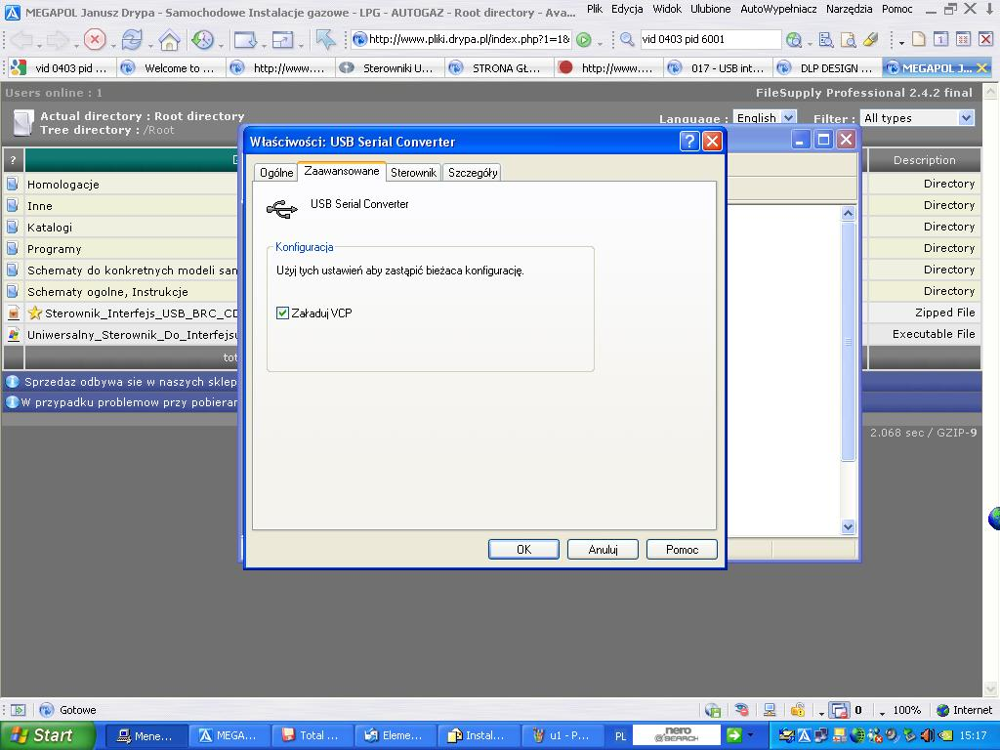 MEGAPOL Janusz Drypa - Samochodowe Instalacje gazowe - LPG - AUTOGAZ - Root directory - Ava...
Plik Edycja Widok Ulubione AutoWypełniacz Narzędzia Pomoc
http://www.pliki.drypa.pl/index.php?1=1&
vid 0403 pid 6001
vid 0403 pid ...
Welcome to ...
http://www....
Sterowniki U...
STRONA GŁ...
http://www....
017 - USB int...
DLP DESIGN ...
MEGAPOL J...
Users online : 1
FileSupply Professional 2.4.2 final
Actual directory : Root directory
Tree directory : /Root
Language : English
Filter : All types
?
Description
Homologacje Directory
Inne Directory
Katalogi Directory
Programy Directory
Schematy do konkretnych modeli sam Directory
Schematy ogolne, Instrukcje Directory
Sterownik_Interfejs_USB_BRC_CD Zipped File
Uniwersalny_Sterownik_Do_Interfejsu Executable File
tot
Sprzedaz odbywa sie w naszych sklep
W przypadku problemow przy pobieran
2.068 sec / GZIP-9
Właściwości: USB Serial Converter
Ogólne Zaawansowane Sterownik Szczegóły
USB Serial Converter
Konfiguracja
Użyj tych ustawień aby zastąpić bieżaca konfigurację.
Załaduj VCP
OK Anuluj Pomoc
Gotowe
0
100%
Internet
Start
Mene...
MEGA...
Total ...
Eleme...
Instal...
u1 - P...
PL
nero
SEARCH
15:17